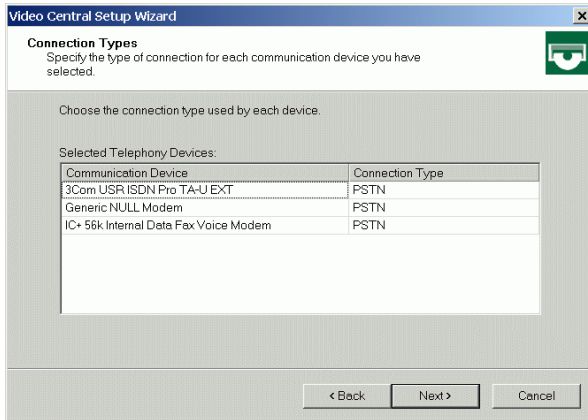 Video Central Setup Wizard
Connection Types
Specify the type of connection for each communication device you have
selected.
Choose the connection type used by each device.
Selected Telephony Devices:
Communication Device Connection Type
3Com USR ISDN Pro TA-U EXT PSTN
Generic NULL Modem PSTN
IC+ 56k Internal Data Fax Voice Modem PSTN
< Back Next > Cancel